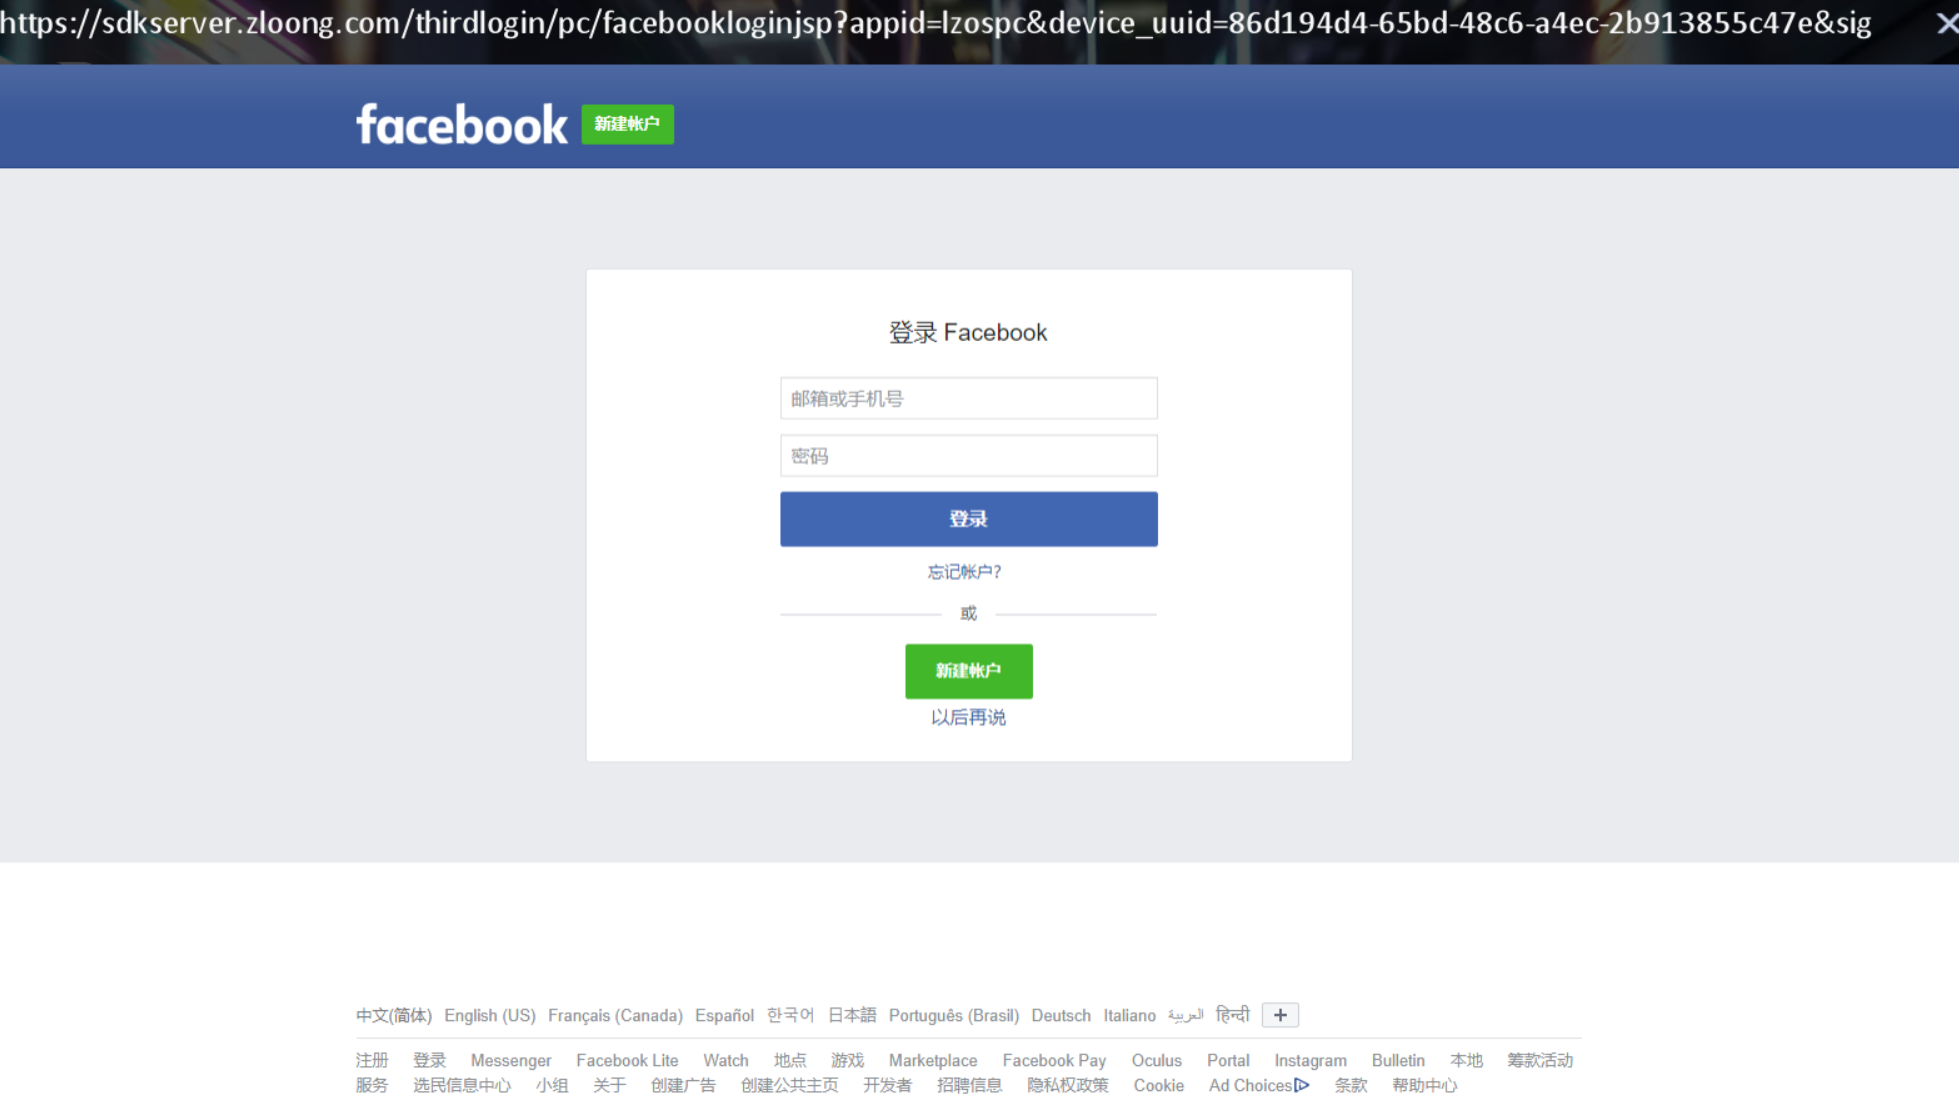 https://sdkserver.zloong.com/thirdlogin/pc/facebookloginjsp?appid=lzospc&device_uuid=86d194d4-65bd-48c6-a4ec-2b913855c47e&sig
facebook 新建帐户
登录 Facebook
邮箱或手机号
密码
登录
忘记帐户?
或
新建帐户
以后再说
中文(简体) English (US) Français (Canada) Español 한국어 日本語 Português (Brasil) Deutsch Italiano العربية हिन्दी +
注册 登录 Messenger Facebook Lite Watch 地点 游戏 Marketplace Facebook Pay Oculus Portal Instagram Bulletin 本地 筹款活动
服务 选民信息中心 小组 关于 创建广告 创建公共主页 开发者 招聘信息 隐私权政策 Cookie Ad Choices 条款 帮助中心